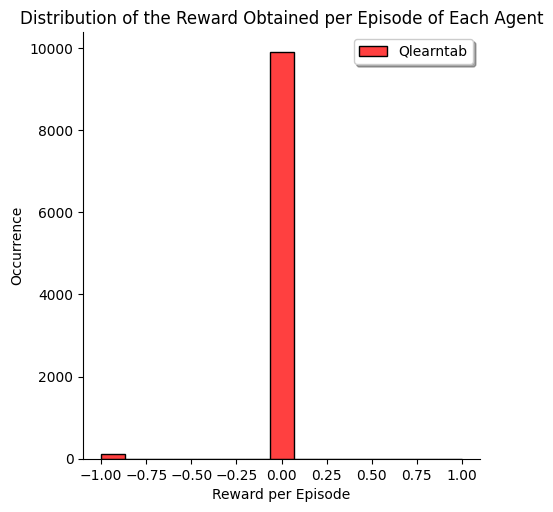 Distribution of the Reward Obtained per Episode of Each Agent
Qlearntab
10000
8000
6000
4000
2000
0
Occurrence
−1.00 −0.75 −0.50 −0.25 0.00 0.25 0.50 0.75 1.00
Reward per Episode